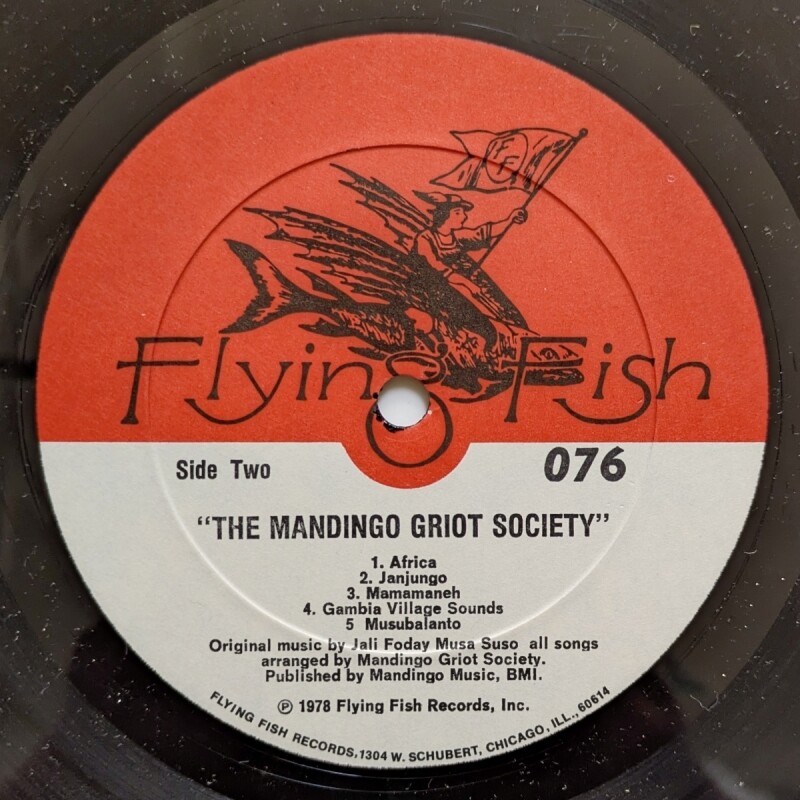 FF
Flying Fish
Side Two 076
“THE MANDINGO GRIOT SOCIETY”
1. Africa
2. Janjungo
3. Mamamaneh
4. Gambia Village Sounds
5 Musubalanto
Original music by Jali Foday Musa Suso all songs
arranged by Mandingo Griot Society.
Published by Mandingo Music, BMI.
℗ 1978 Flying Fish Records, Inc.
FLYING FISH RECORDS, 1304 W. SCHUBERT, CHICAGO, ILL., 60614